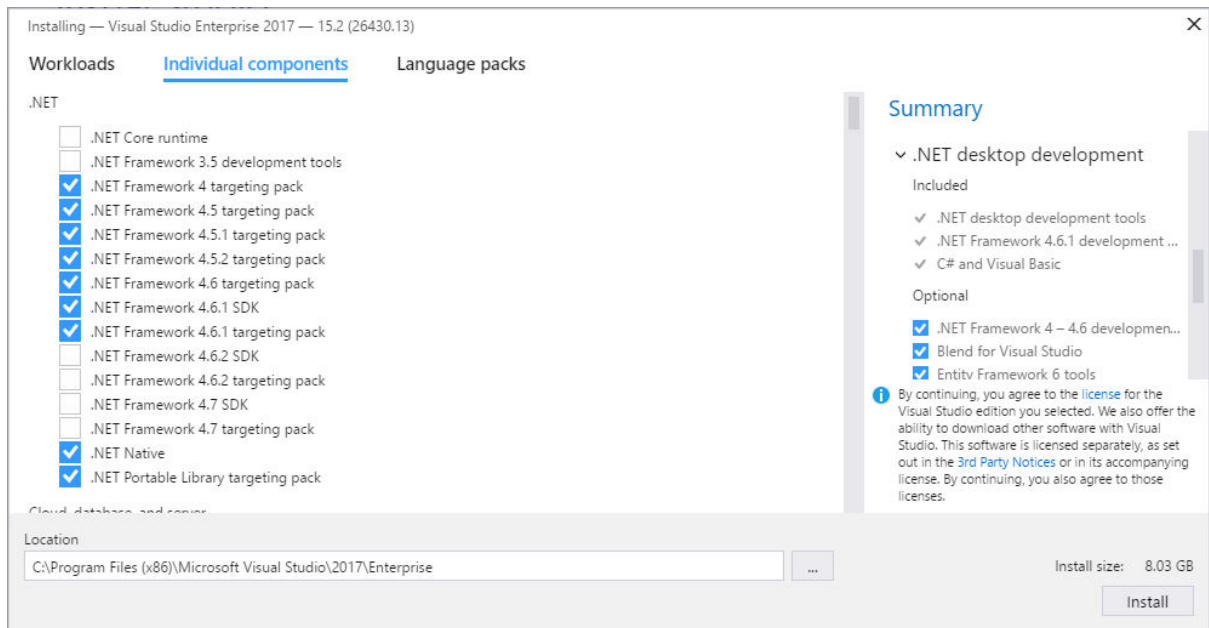 Installing — Visual Studio Enterprise 2017 — 15.2 (26430.13)
Workloads
Individual components
Language packs
.NET
.NET Core runtime
.NET Framework 3.5 development tools
.NET Framework 4 targeting pack
.NET Framework 4.5 targeting pack
.NET Framework 4.5.1 targeting pack
.NET Framework 4.5.2 targeting pack
.NET Framework 4.6 targeting pack
.NET Framework 4.6.1 SDK
.NET Framework 4.6.1 targeting pack
.NET Framework 4.6.2 SDK
.NET Framework 4.6.2 targeting pack
.NET Framework 4.7 SDK
.NET Framework 4.7 targeting pack
.NET Native
.NET Portable Library targeting pack
Cloud, database, and server
Summary
.NET desktop development
Included
.NET desktop development tools
.NET Framework 4.6.1 development ...
C# and Visual Basic
Optional
.NET Framework 4 – 4.6 developmen...
Blend for Visual Studio
Entity Framework 6 tools
By continuing, you agree to the license for the
Visual Studio edition you selected. We also offer the
ability to download other software with Visual
Studio. This software is licensed separately, as set
out in the 3rd Party Notices or in its accompanying
license. By continuing, you also agree to those
licenses.
Location
C:\Program Files (x86)\Microsoft Visual Studio\2017\Enterprise
...
Install size: 8.03 GB
Install